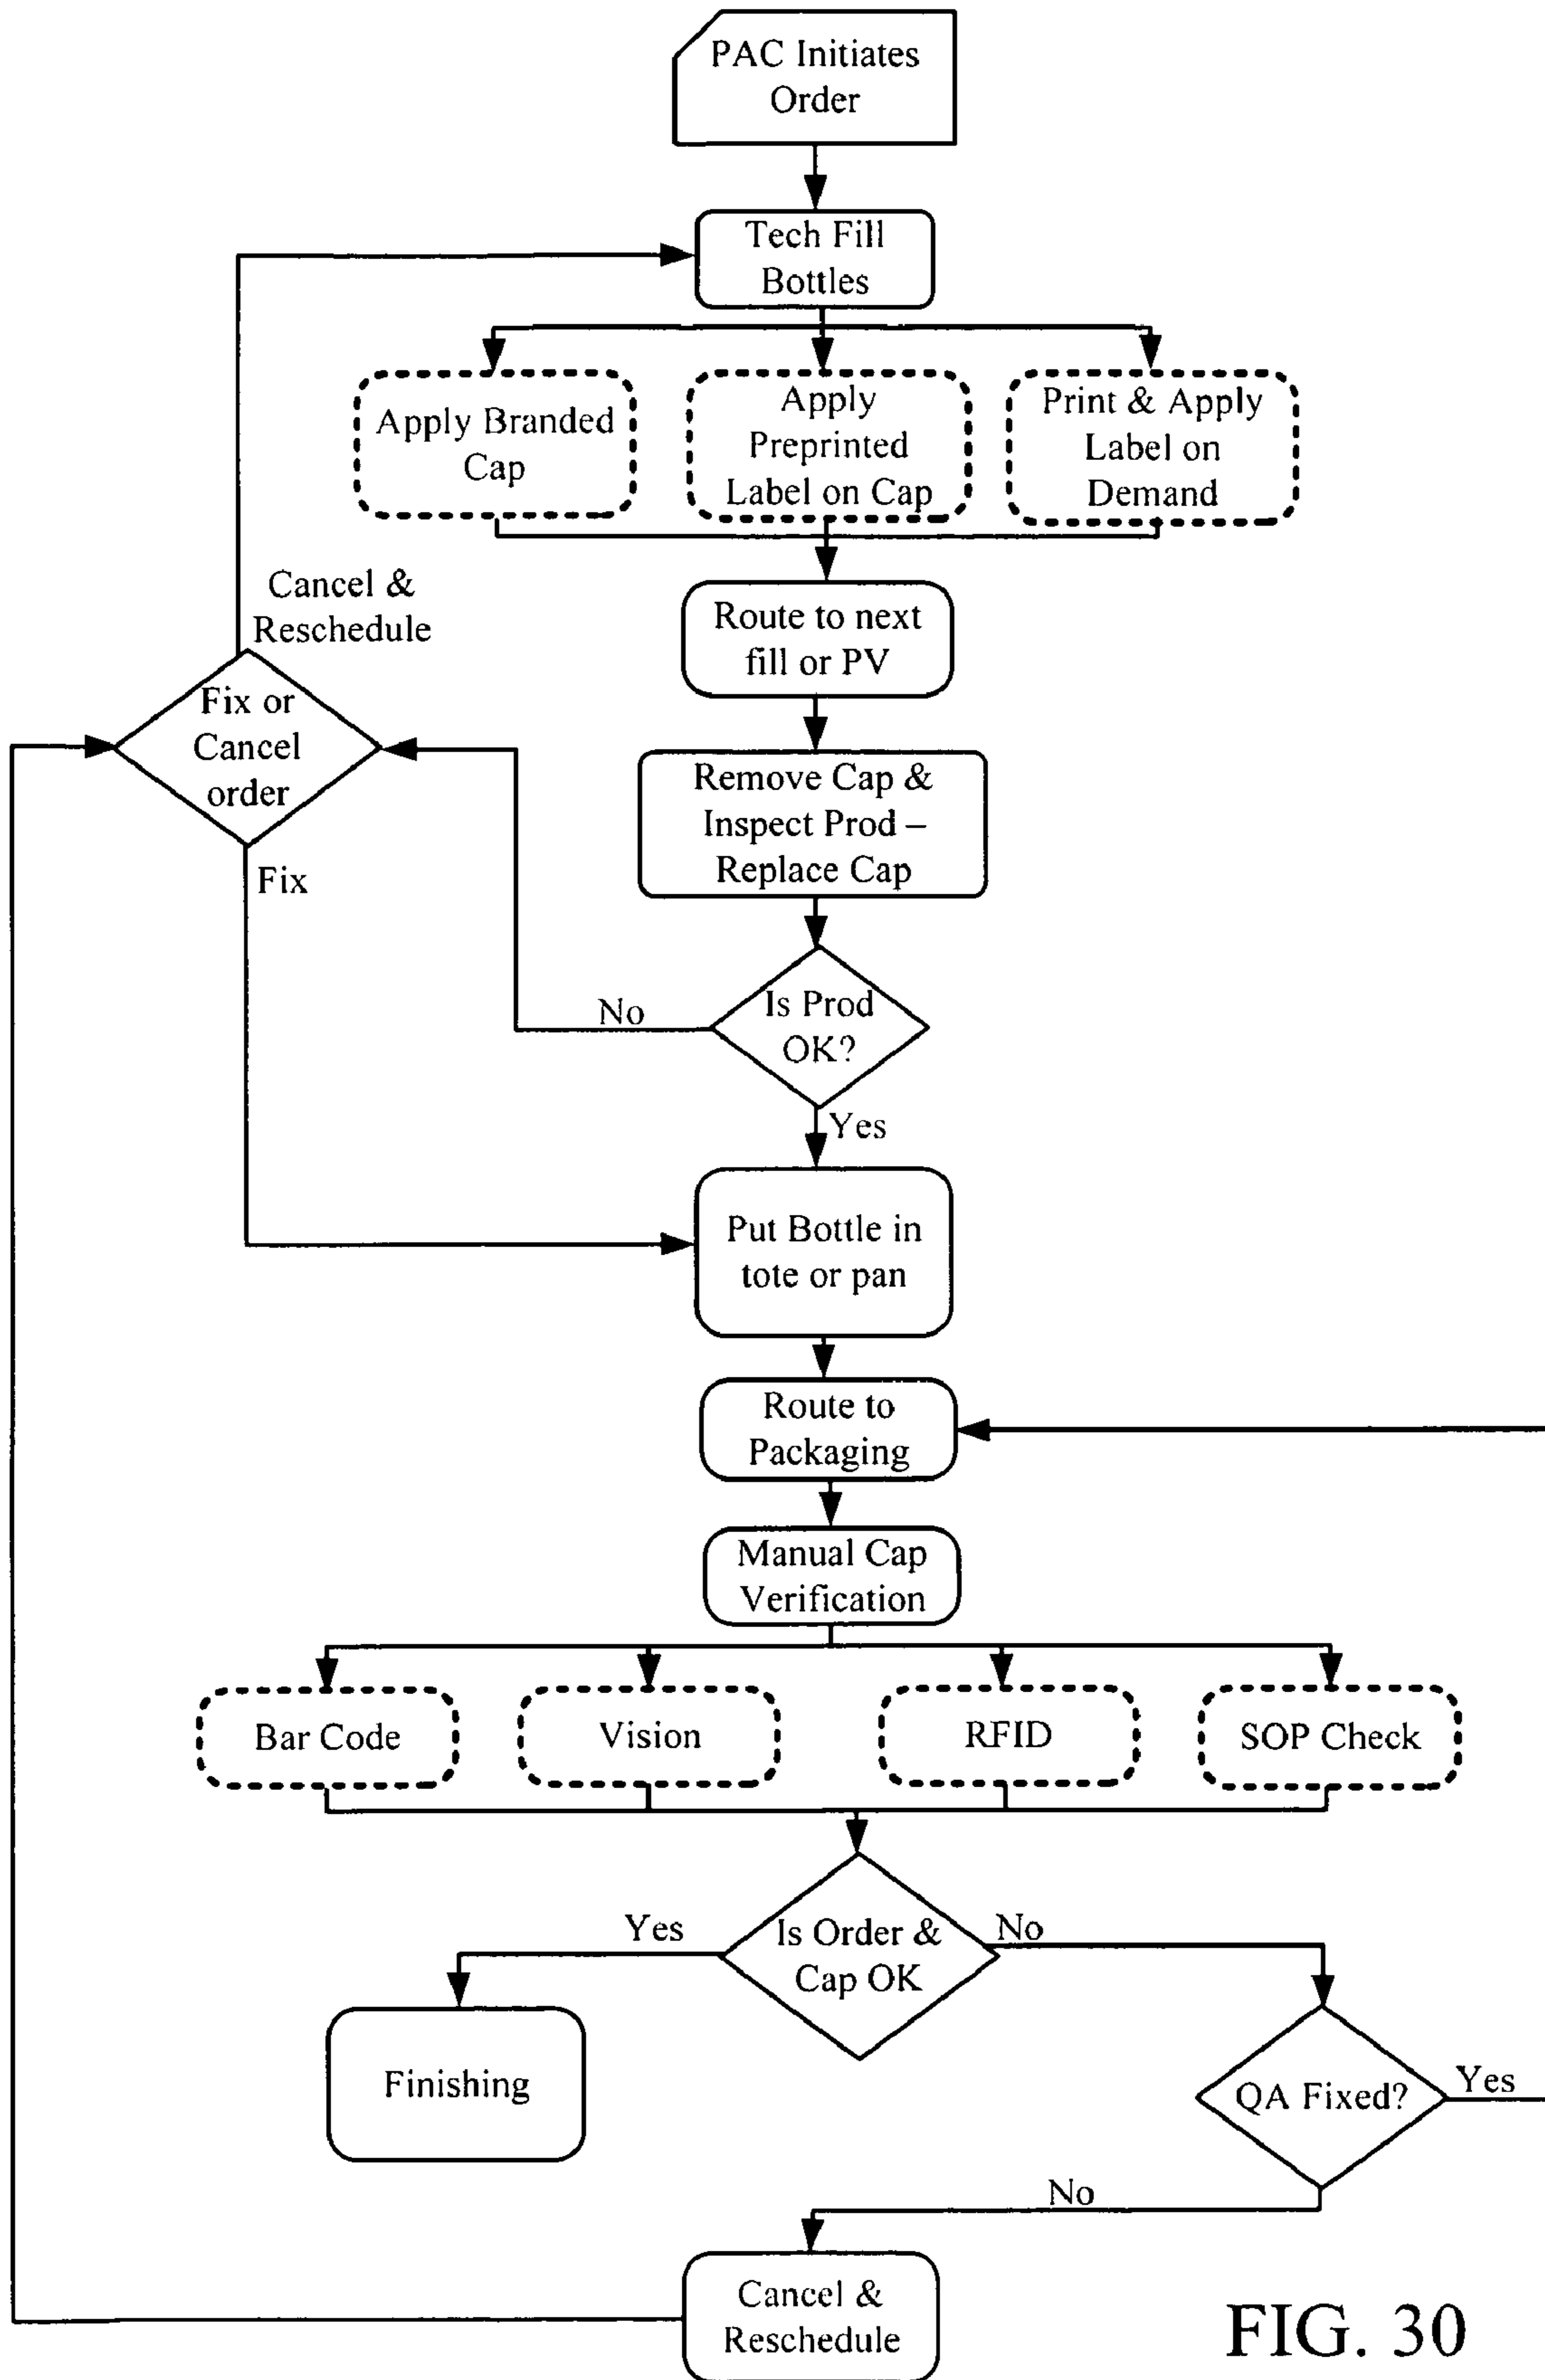 PAC Initiates
Order
Tech Fill
Bottles
Apply Branded
Cap
Apply
Preprinted
Label on Cap
Print & Apply
Label on
Demand
Cancel &
Reschedule
Route to next
fill or PV
Fix or
Cancel
order
Remove Cap &
Inspect Prod –
Replace Cap
Fix
No
Is Prod
OK?
Yes
Put Bottle in
tote or pan
Route to
Packaging
Manual Cap
Verification
Bar Code
Vision
RFID
SOP Check
Yes
Is Order &
Cap OK
No
Finishing
QA Fixed?
Yes
No
Cancel &
Reschedule
FIG. 30